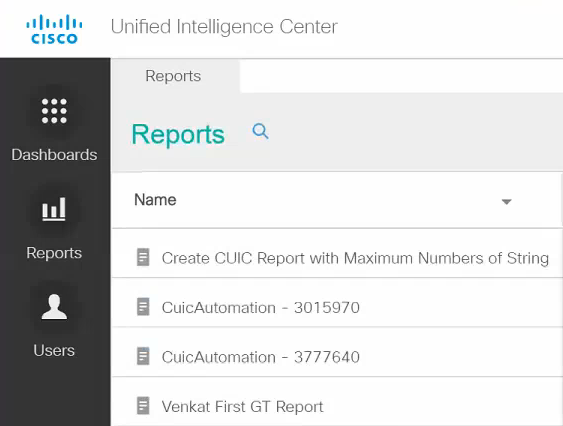 CISCO
Unified Intelligence Center
Reports
Dashboards
Reports
Users
Reports
Name
Create CUIC Report with Maximum Numbers of String
CuicAutomation - 3015970
CuicAutomation - 3777640
Venkat First GT Report